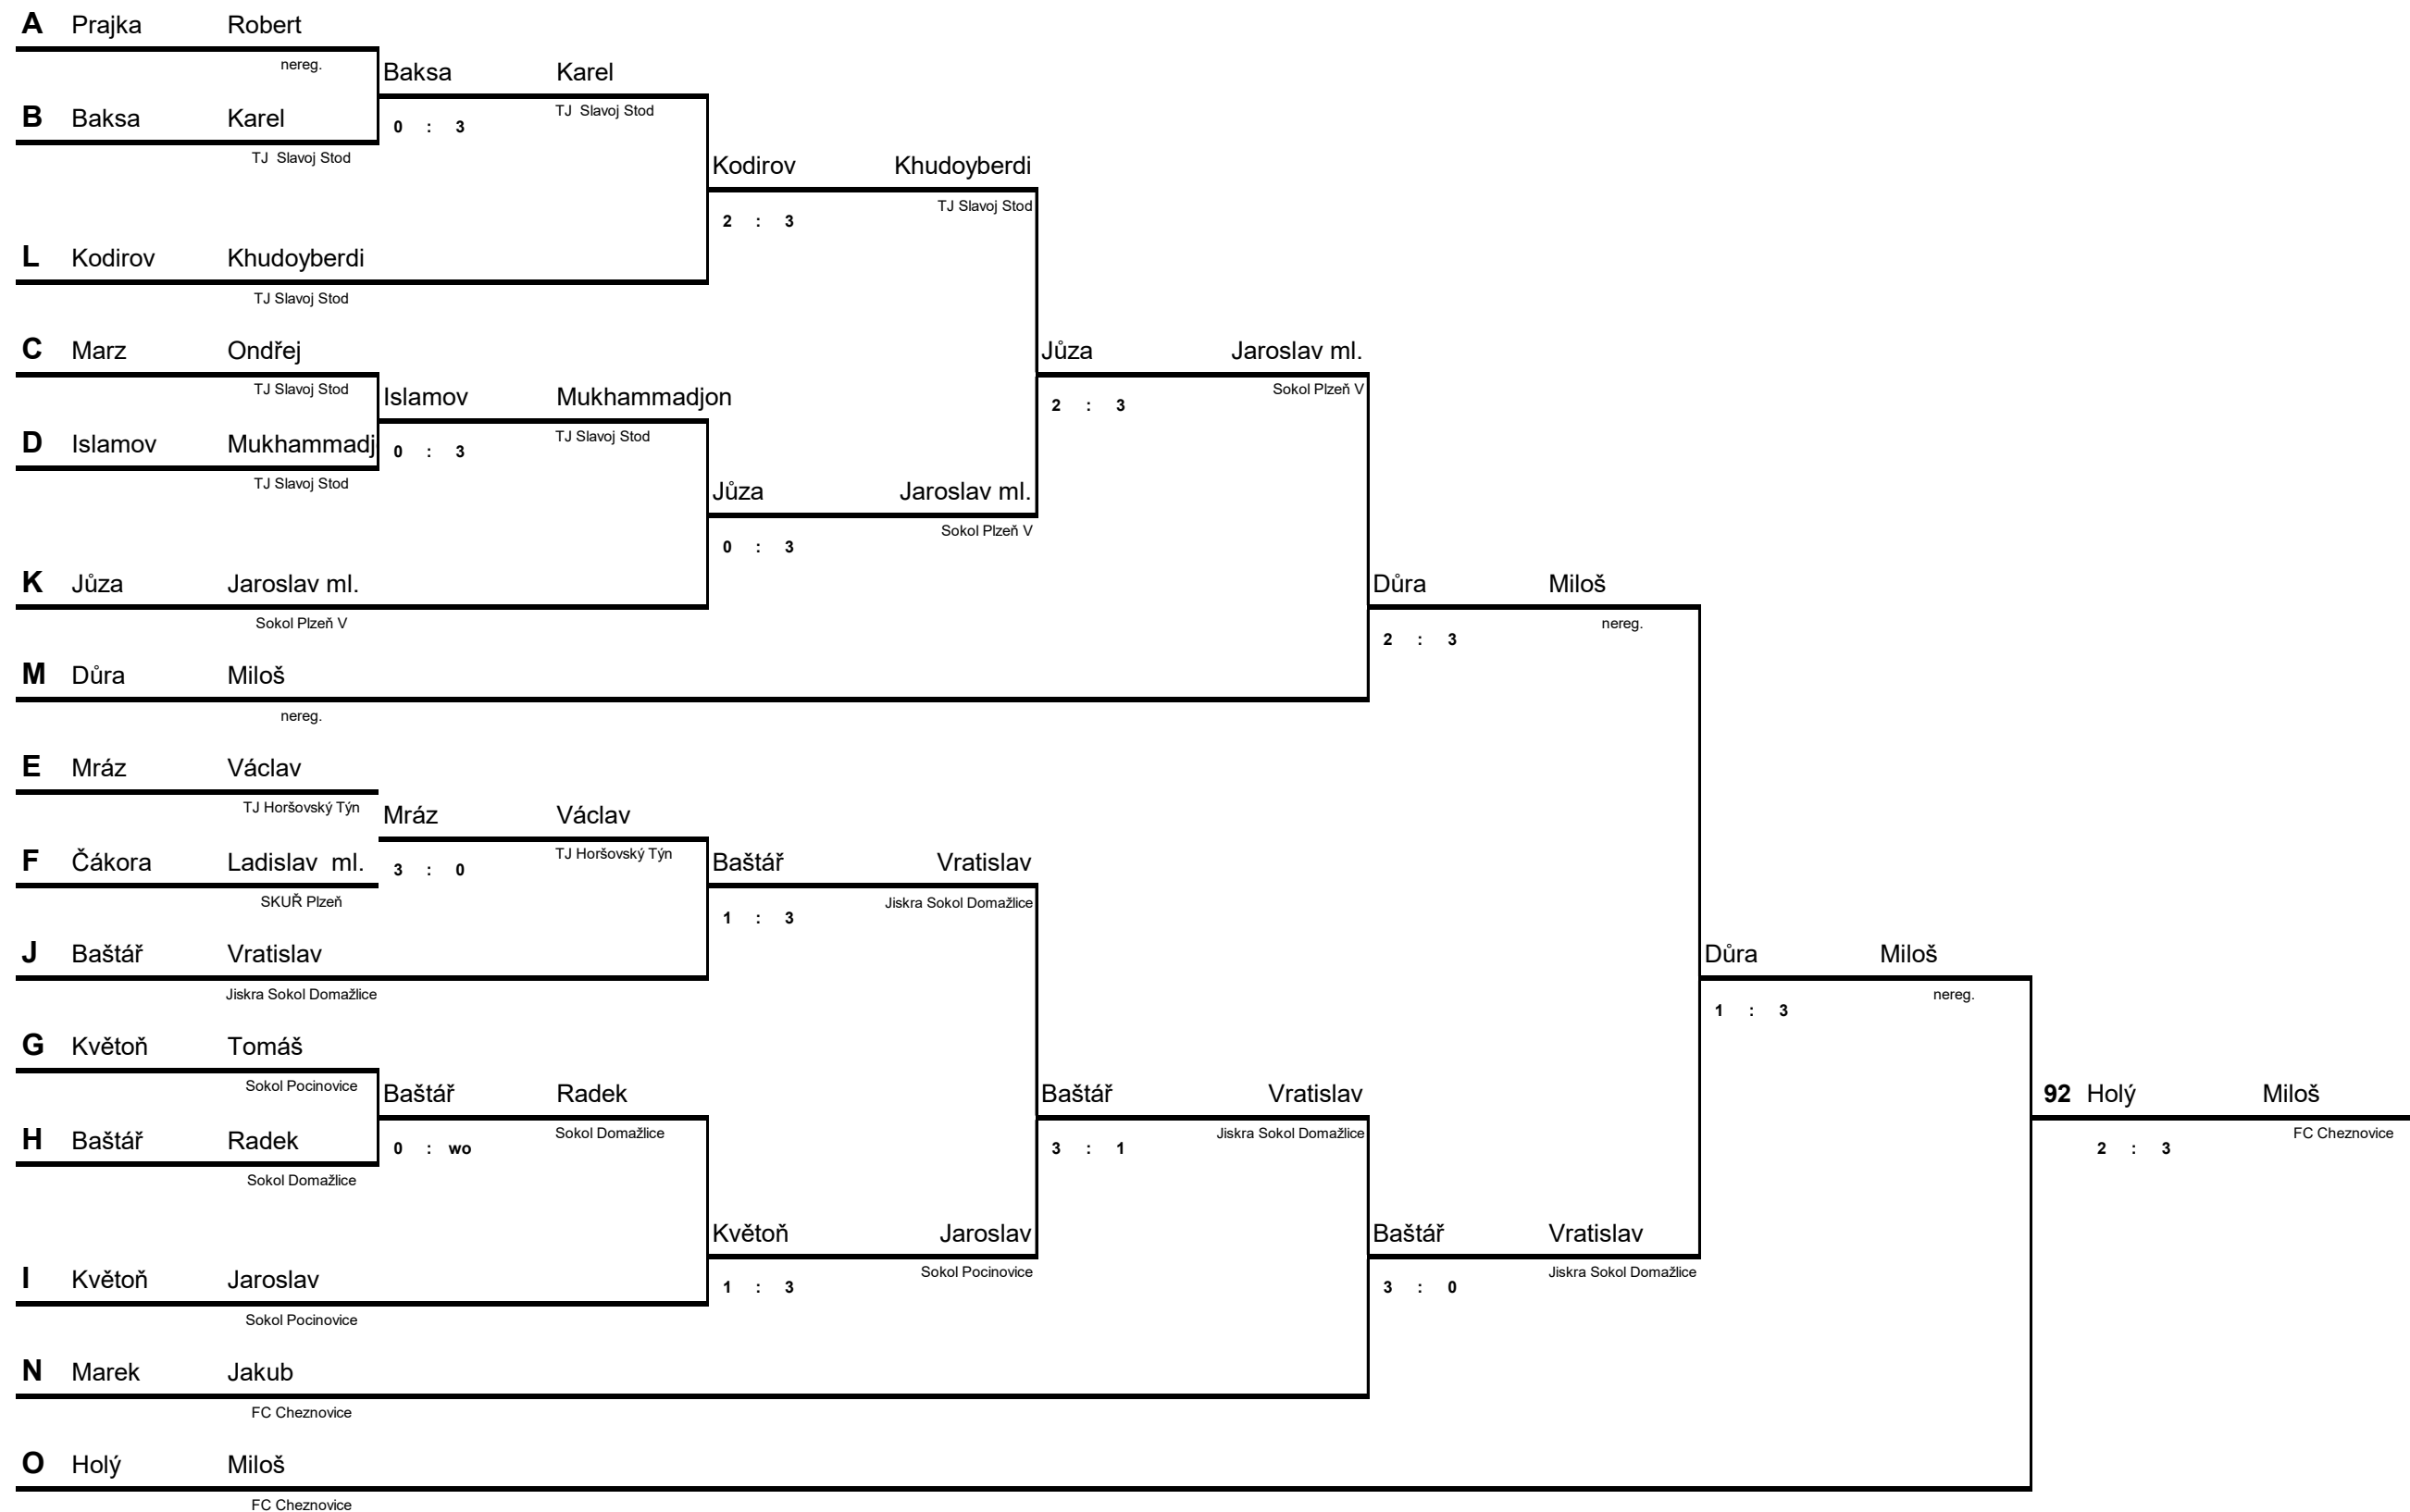 A Prajka Robert
nereg.
Baksa Karel
TJ  Slavoj Stod
B Baksa Karel
0 : 3
TJ  Slavoj Stod
Kodirov Khudoyberdi
TJ Slavoj Stod
2 : 3
L Kodirov Khudoyberdi
TJ Slavoj Stod
C Marz Ondřej
Jůza Jaroslav ml.
TJ Slavoj Stod
Sokol Plzeň V
Islamov Mukhammadjon
2 : 3
TJ Slavoj Stod
D Islamov Mukhammadj
0 : 3
TJ Slavoj Stod
Jůza Jaroslav ml.
Sokol Plzeň V
0 : 3
K Jůza Jaroslav ml.
Důra Miloš
Sokol Plzeň V
nereg.
2 : 3
M Důra Miloš
nereg.
E Mráz Václav
TJ Horšovský Týn
Mráz Václav
TJ Horšovský Týn
F Čákora Ladislav  ml.
3 : 0
Baštář Vratislav
SKUŘ Plzeň
Jiskra Sokol Domažlice
1 : 3
J Baštář Vratislav
Důra Miloš
Jiskra Sokol Domažlice
nereg.
1 : 3
G Květoň Tomáš
Sokol Pocinovice
Baštář Radek
Baštář Vratislav
92 Holý Miloš
Sokol Domažlice
Jiskra Sokol Domažlice
FC Cheznovice
H Baštář Radek
0 : wo
3 : 1
2 : 3
Sokol Domažlice
Květoň Jaroslav
Baštář Vratislav
Sokol Pocinovice
Jiskra Sokol Domažlice
I Květoň Jaroslav
1 : 3
3 : 0
Sokol Pocinovice
N Marek Jakub
FC Cheznovice
O Holý Miloš
FC Cheznovice